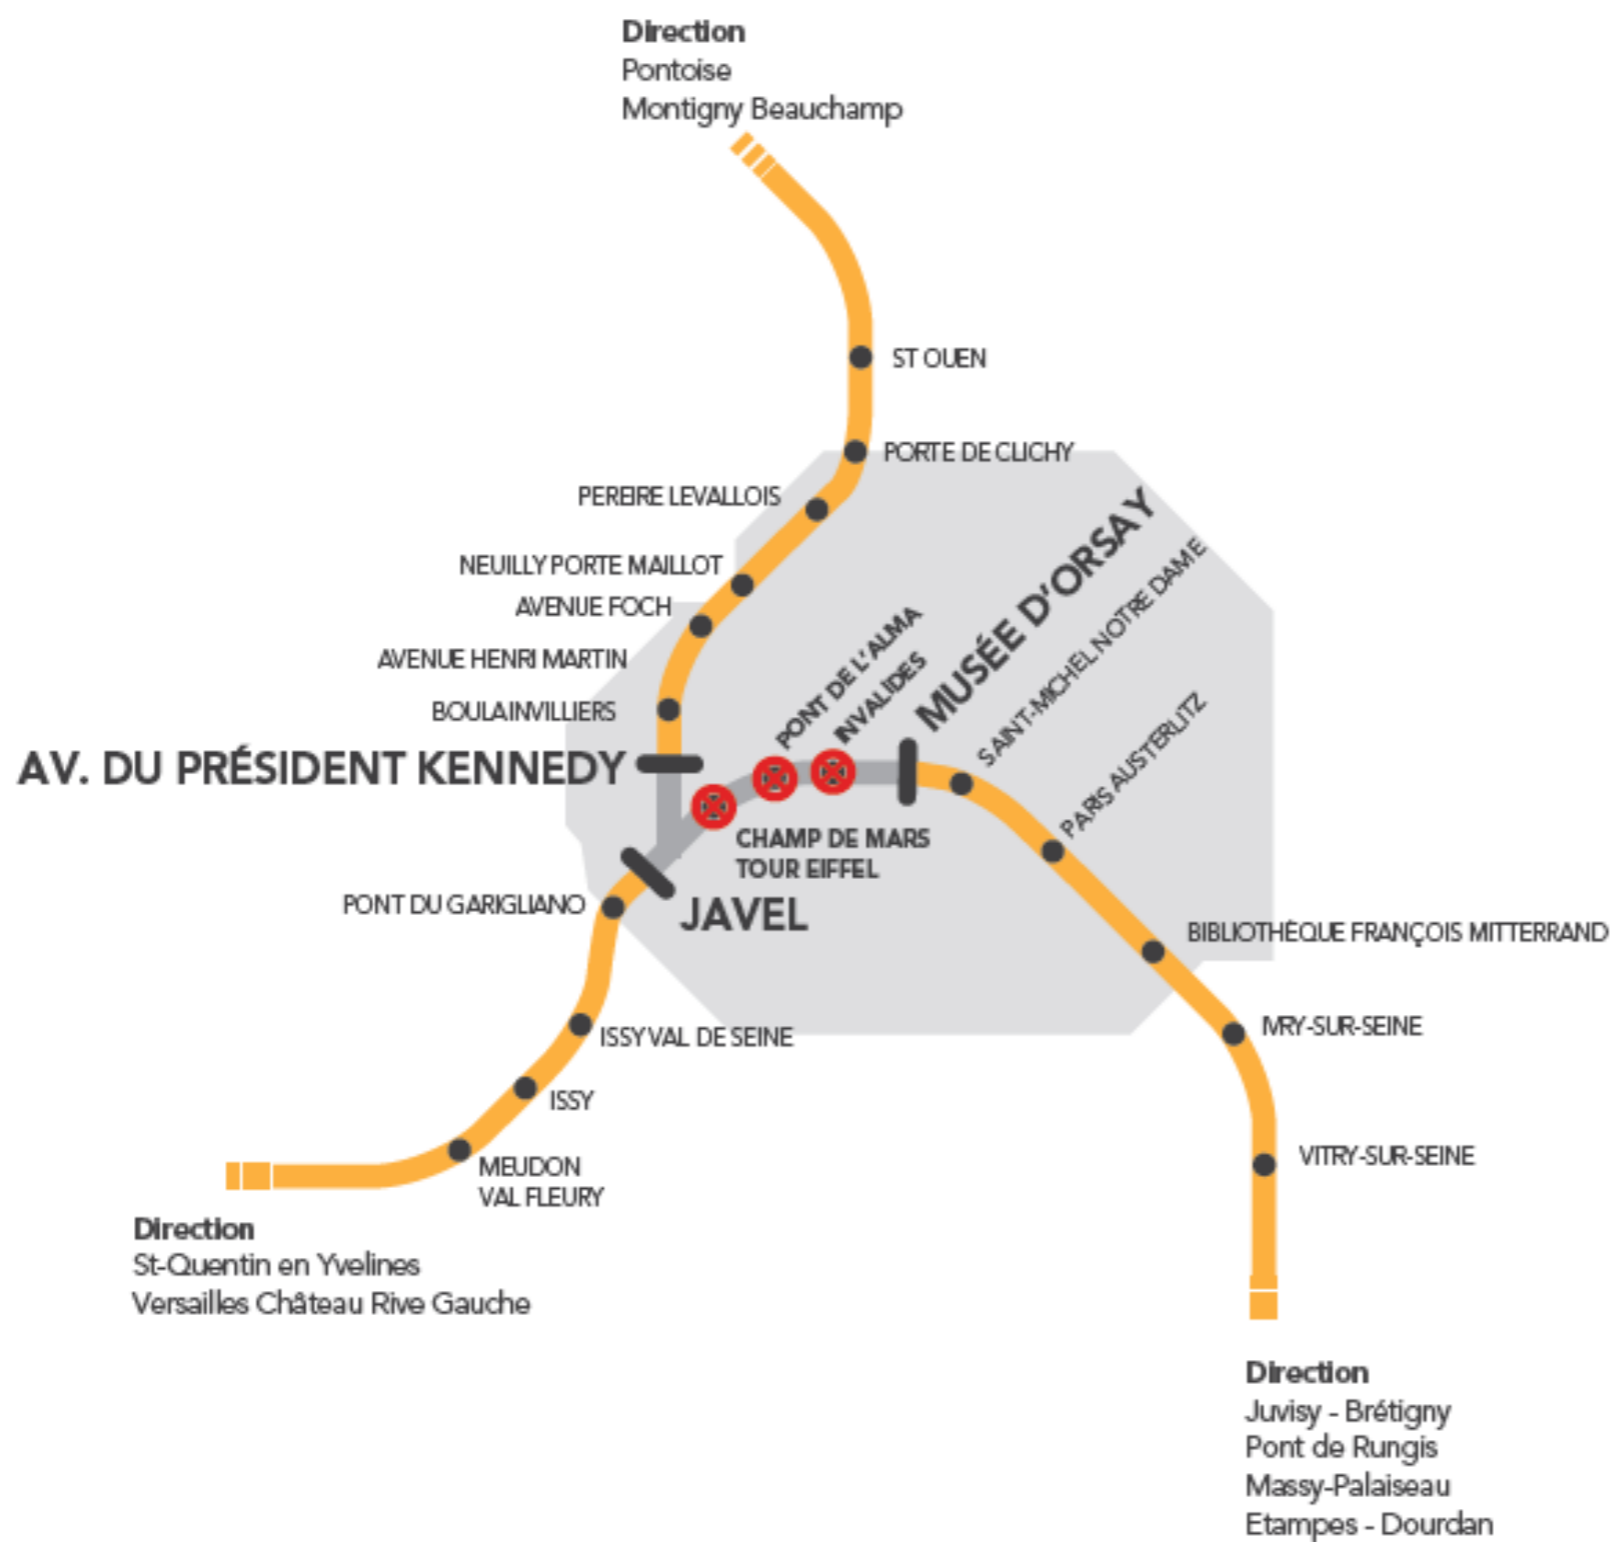 Direction
Pontoise
Montigny Beauchamp
ST OUEN
PORTE DE CLICHY
PEREIRE LEVALLOIS
NEUILLY PORTE MAILLOT
AVENUE FOCH
AVENUE HENRI MARTIN
BOULAINVILLIERS
AV. DU PRÉSIDENT KENNEDY
PONT DE L'ALMA
INVALIDES
MUSÉE D'ORSAY
SAINT-MICHEL NOTRE DAME
PARIS AUSTERLITZ
CHAMP DE MARS
TOUR EIFFEL
JAVEL
PONT DU GARIGLIANO
BIBLIOTHÈQUE FRANÇOIS MITTERRAND
ISSY VAL DE SEINE
IVRY-SUR-SEINE
ISSY
VITRY-SUR-SEINE
MEUDON
VAL FLEURY
Direction
St-Quentin en Yvelines
Versailles Château Rive Gauche
Direction
Juvisy - Brétigny
Pont de Rungis
Massy-Palaiseau
Etampes - Dourdan